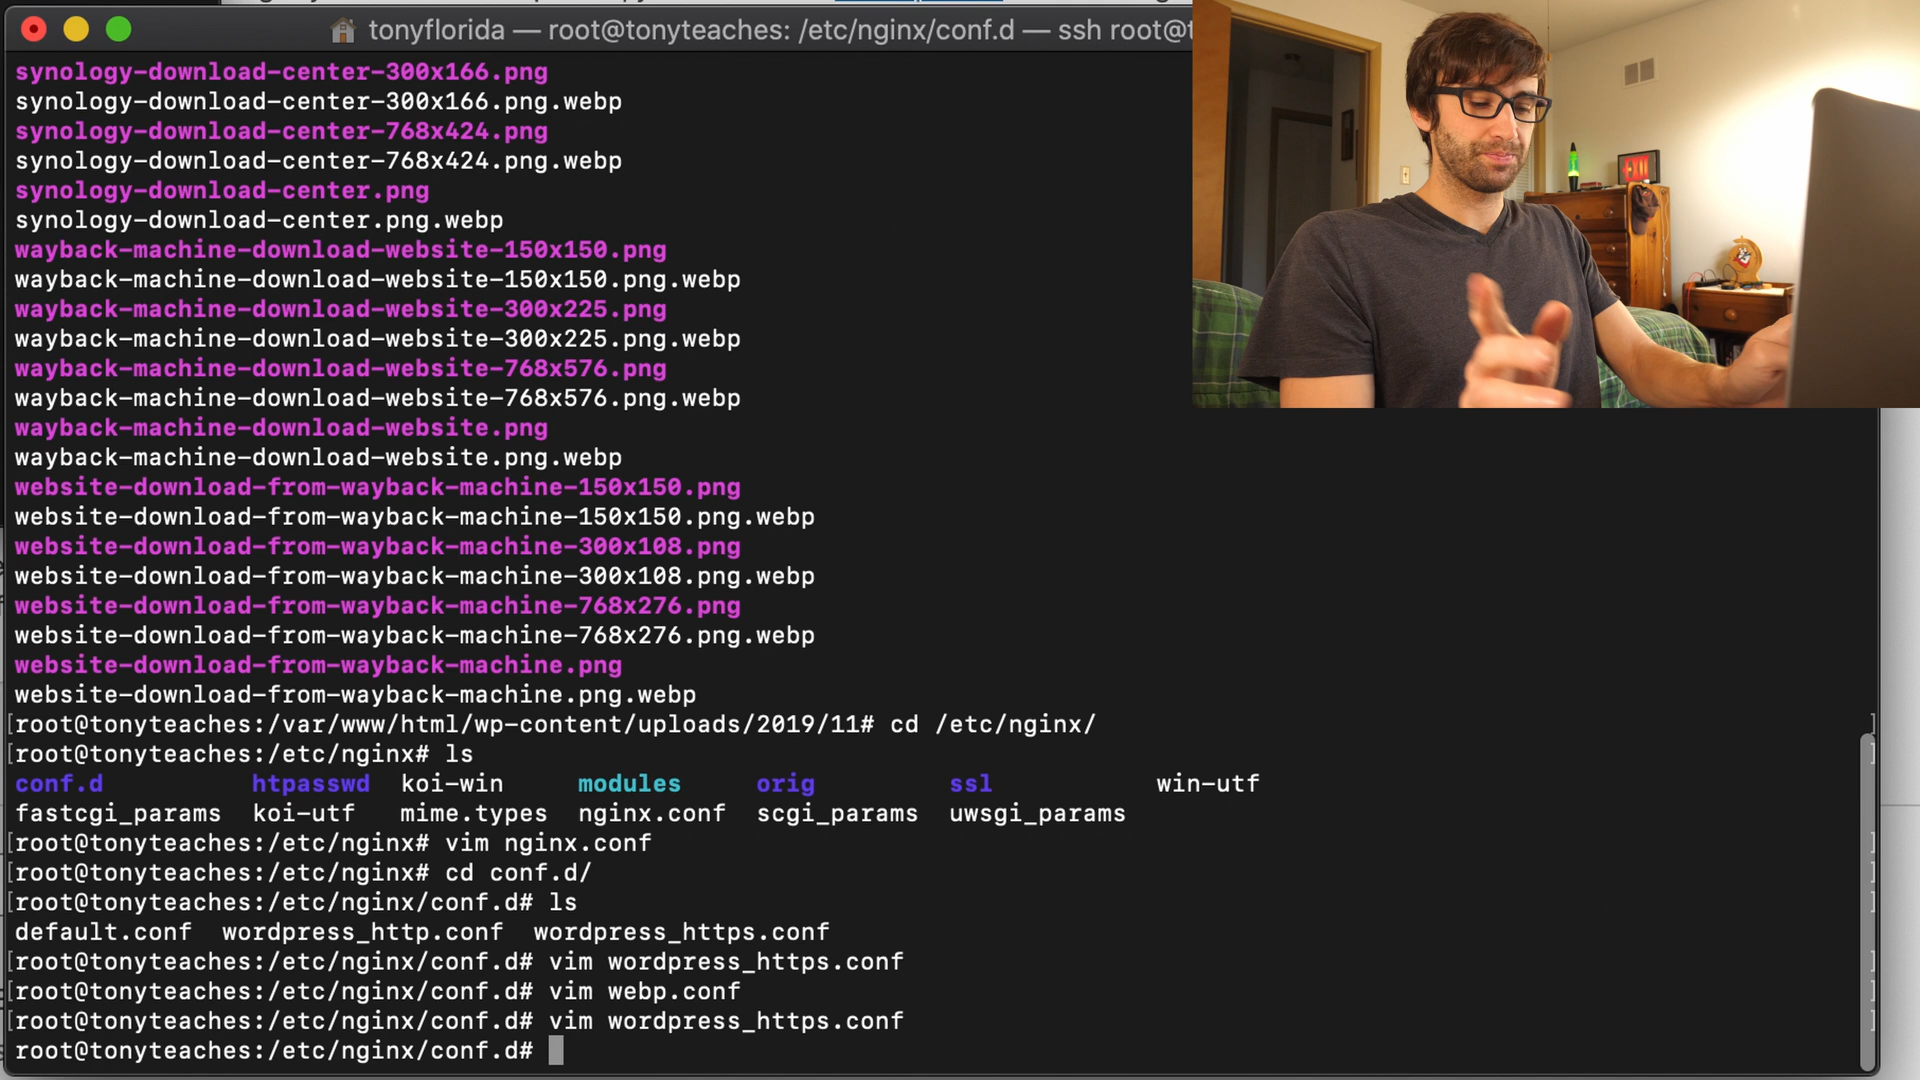 tonyflorida — root@tonyteaches: /etc/nginx/conf.d — ssh root@t
synology-download-center-300x166.png
synology-download-center-300x166.png.webp
synology-download-center-768x424.png
synology-download-center-768x424.png.webp
synology-download-center.png
synology-download-center.png.webp
wayback-machine-download-website-150x150.png
wayback-machine-download-website-150x150.png.webp
wayback-machine-download-website-300x225.png
wayback-machine-download-website-300x225.png.webp
wayback-machine-download-website-768x576.png
wayback-machine-download-website-768x576.png.webp
wayback-machine-download-website.png
wayback-machine-download-website.png.webp
website-download-from-wayback-machine-150x150.png
website-download-from-wayback-machine-150x150.png.webp
website-download-from-wayback-machine-300x108.png
website-download-from-wayback-machine-300x108.png.webp
website-download-from-wayback-machine-768x276.png
website-download-from-wayback-machine-768x276.png.webp
website-download-from-wayback-machine.png
website-download-from-wayback-machine.png.webp
[root@tonyteaches:/var/www/html/wp-content/uploads/2019/11# cd /etc/nginx/ ]
[root@tonyteaches:/etc/nginx# ls ]
conf.d htpasswd koi-win modules orig ssl win-utf
fastcgi_params koi-utf mime.types nginx.conf scgi_params uwsgi_params
[root@tonyteaches:/etc/nginx# vim nginx.conf ]
[root@tonyteaches:/etc/nginx# cd conf.d/ ]
[root@tonyteaches:/etc/nginx/conf.d# ls ]
default.conf wordpress_http.conf wordpress_https.conf
[root@tonyteaches:/etc/nginx/conf.d# vim wordpress_https.conf ]
[root@tonyteaches:/etc/nginx/conf.d# vim webp.conf ]
[root@tonyteaches:/etc/nginx/conf.d# vim wordpress_https.conf ]
root@tonyteaches:/etc/nginx/conf.d#
EXIT